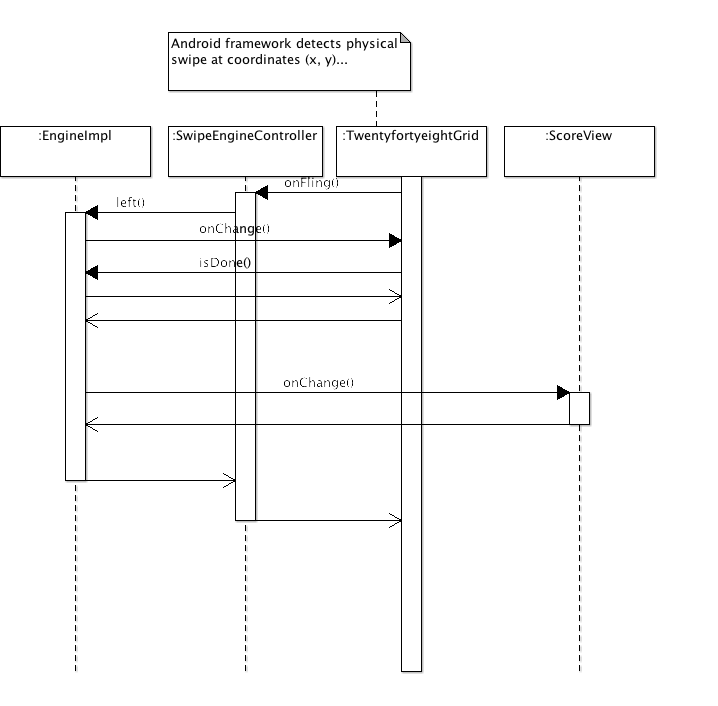 Android framework detects physical
swipe at coordinates (x, y)...
:EngineImpl
:SwipeEngineController
:TwentyfortyeightGrid
:ScoreView
onFling()
left()
onChange()
isDone()
onChange()